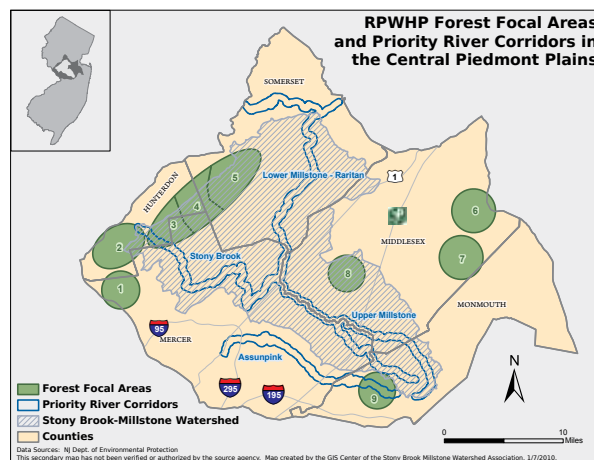 RPWHP Forest Focal Areas
and Priority River Corridors in
the Central Piedmont Plains
SOMERSET
Lower Millstone - Raritan
HUNTERDON
1
5
4
3
2
1
6
7
8
MIDDLESEX
Stony Brook
MONMOUTH
Upper Millstone
95
MERCER
Assunpink
295
195
9
N
Forest Focal Areas
Priority River Corridors
Stony Brook-Millstone Watershed
Counties
0
10
Miles
Data Sources: NJ Dept. of Environmental Protection
This secondary map has not been verified or authorized by the source agency. Map created by the GIS Center of the Stony Brook Millstone Watershed Association, 1/7/2010.